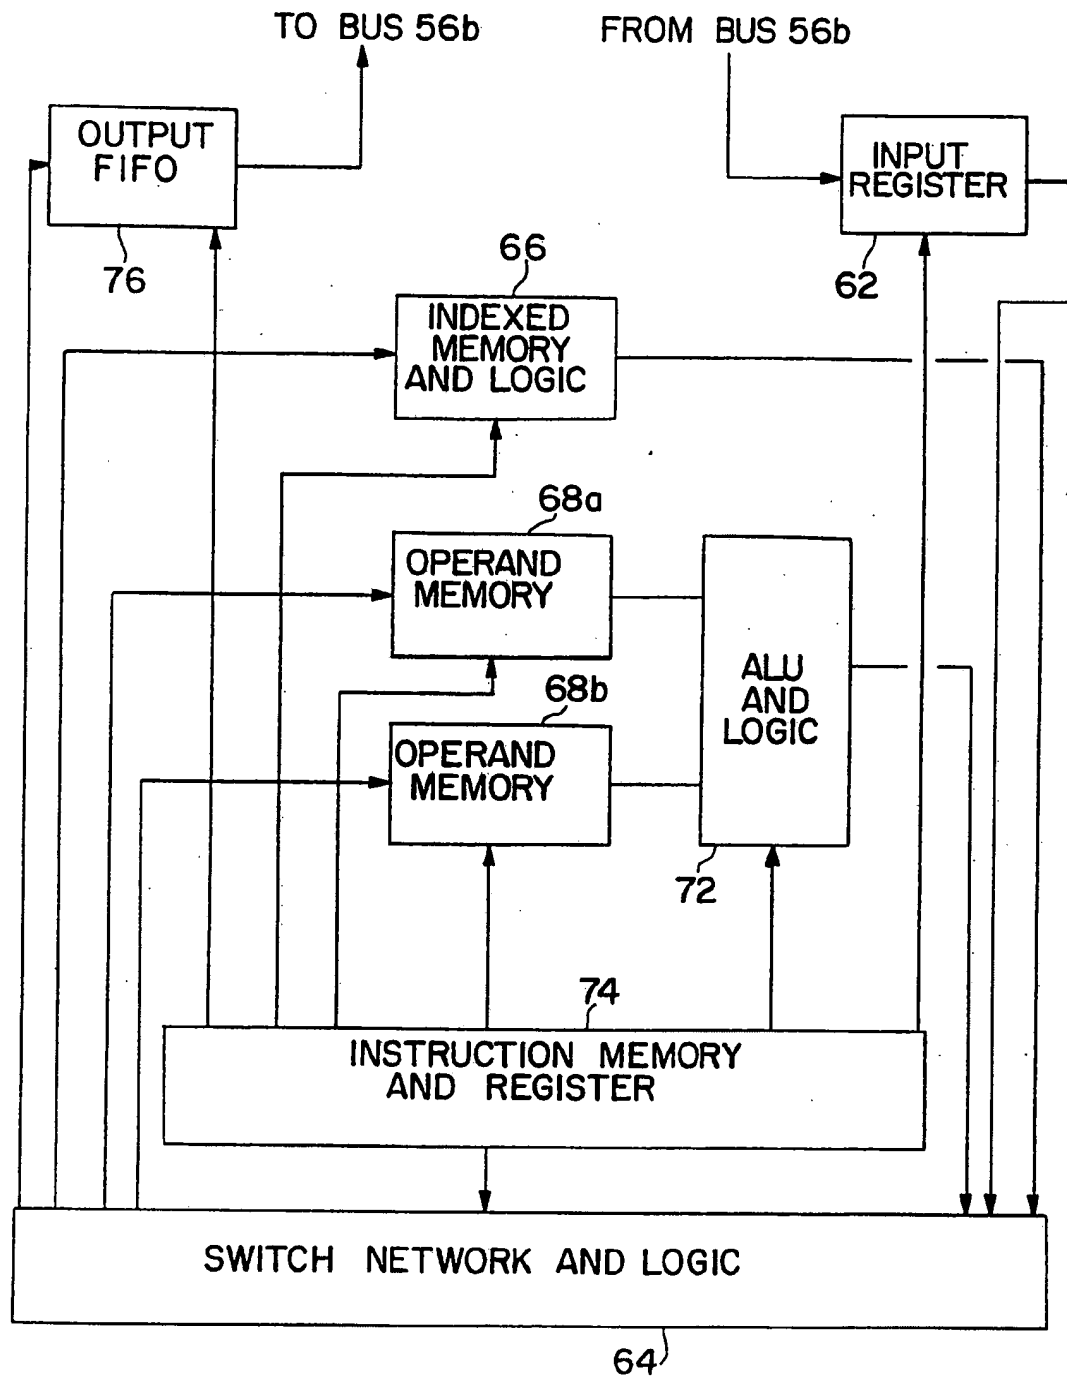 TO BUS 56b
FROM BUS 56b
OUTPUT
FIFO
76
INPUT
REGISTER
62
66
INDEXED
MEMORY
AND LOGIC
68a
OPERAND
MEMORY
68b
OPERAND
MEMORY
ALU
AND
LOGIC
72
74
INSTRUCTION MEMORY
AND REGISTER
SWITCH NETWORK AND LOGIC
64